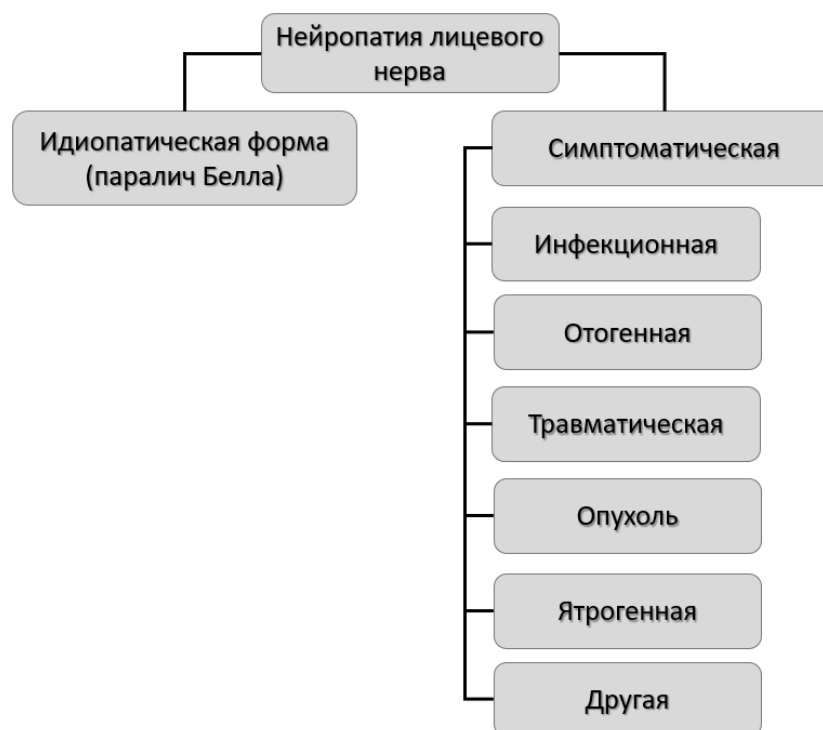 Нейропатия лицевого
нерва
Идиопатическая форма
(паралич Белла)
Симптоматическая
Инфекционная
Отогенная
Травматическая
Опухоль
Ятрогенная
Другая